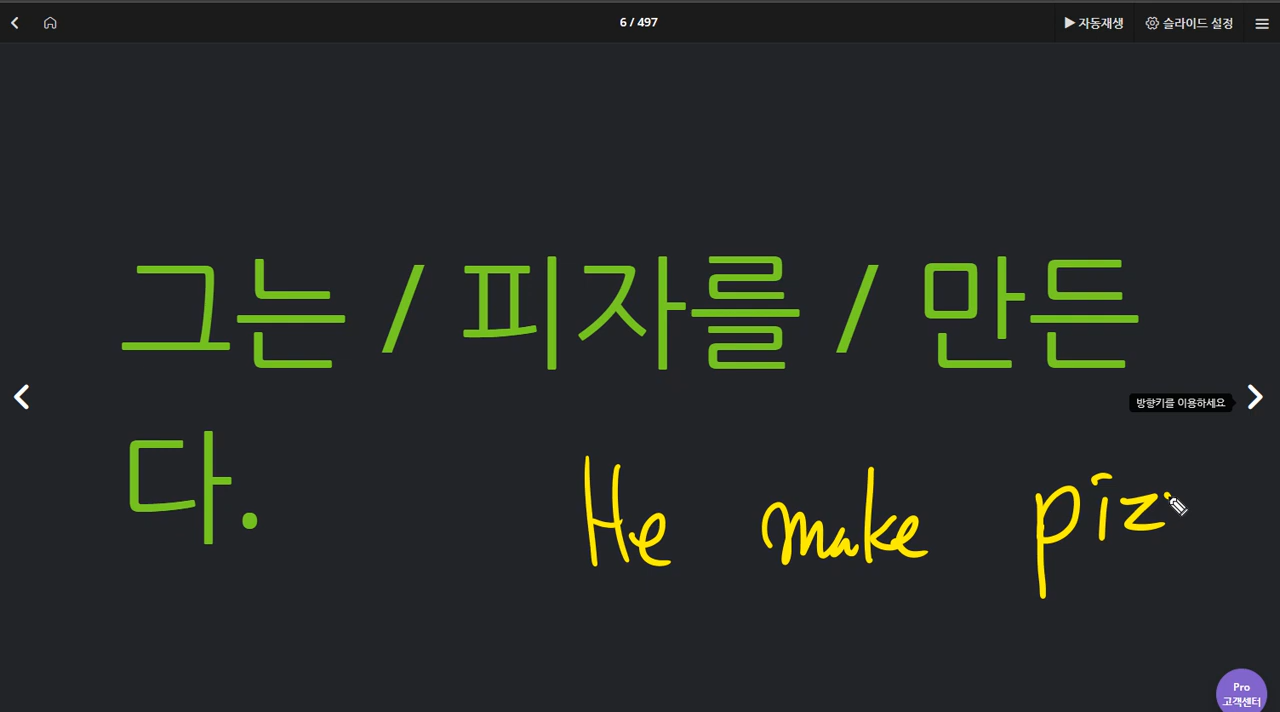 6 / 497
▶ 자동재생
슬라이드 설정
그는 / 피자를 / 만든
다.
방향키를 이용하세요
He make piz
Pro
고객센터